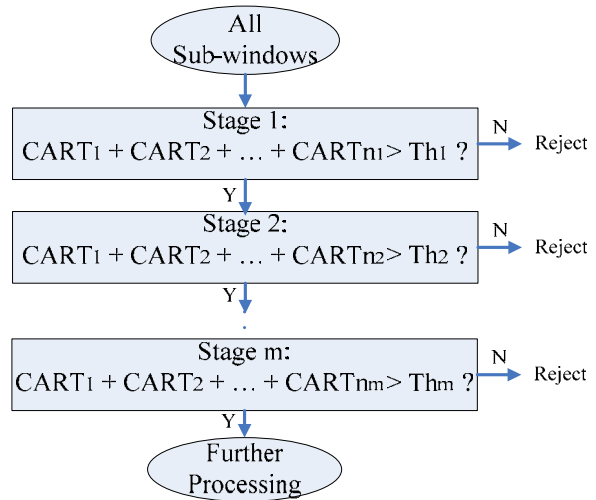 All
Sub-windows
Stage 1:
CART1 + CART2 + ... + CARTn1> Th1 ?
N
Reject
Y
Stage 2:
CART1 + CART2 + ... + CARTn2> Th2 ?
N
Reject
Y
Stage m:
CART1 + CART2 + ... + CARTnm> Thm ?
N
Reject
Y
Further
Processing